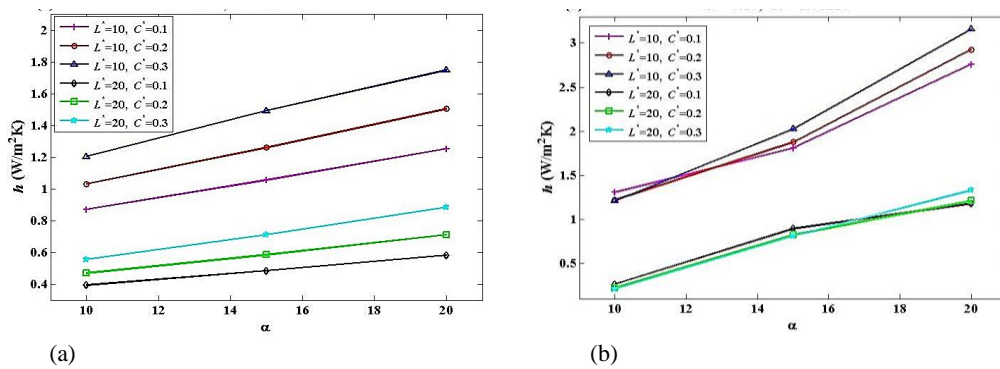 L*=10, C*=0.1
L*=10, C*=0.2
L*=10, C*=0.3
L*=20, C*=0.1
L*=20, C*=0.2
L*=20, C*=0.3
2
1.8
1.6
1.4
1.2
1
0.8
0.6
0.4
h (W/m²K)
10 12 14 16 18 20
α
(a)
L*=10, C*=0.1
L*=10, C*=0.2
L*=10, C*=0.3
L*=20, C*=0.1
L*=20, C*=0.2
L*=20, C*=0.3
3
2.5
2
1.5
1
0.5
h (W/m²K)
10 12 14 16 18 20
α
(b)